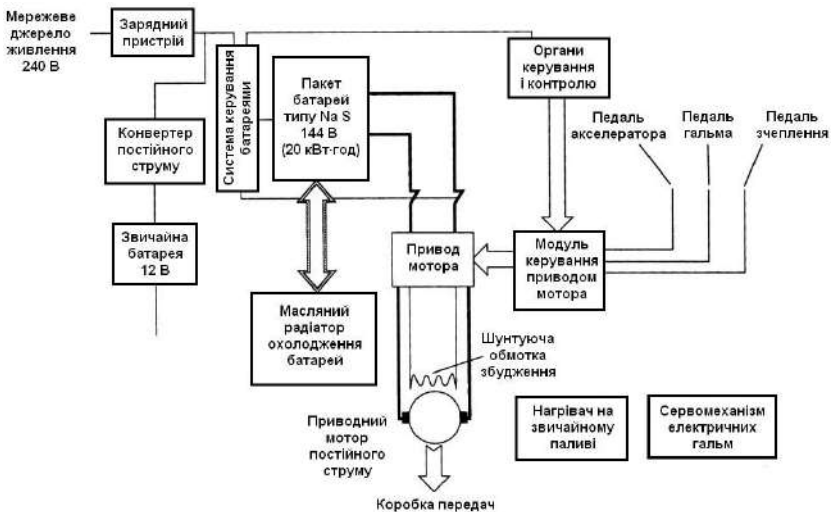 Мережеве
джерело
живлення
240 В
Зарядний
пристрій
Конвертер
постійного
струму
Звичайна
батарея
12 В
Система керування
батареями
Пакет
батарей
типу Na S
144 В
(20 кВт-год)
Масляний
радіатор
охолодження
батарей
Органи
керування
і контролю
Педаль
акселератора
Педаль
гальма
Педаль
зчеплення
Привод
мотора
Модуль
керування
приводом
мотора
Шунтуюча
обмотка
збудження
Приводний
мотор
постійного
струму
Коробка передач
Нагрівач на
звичайному
паливі
Сервомеханізм
електричних
гальм